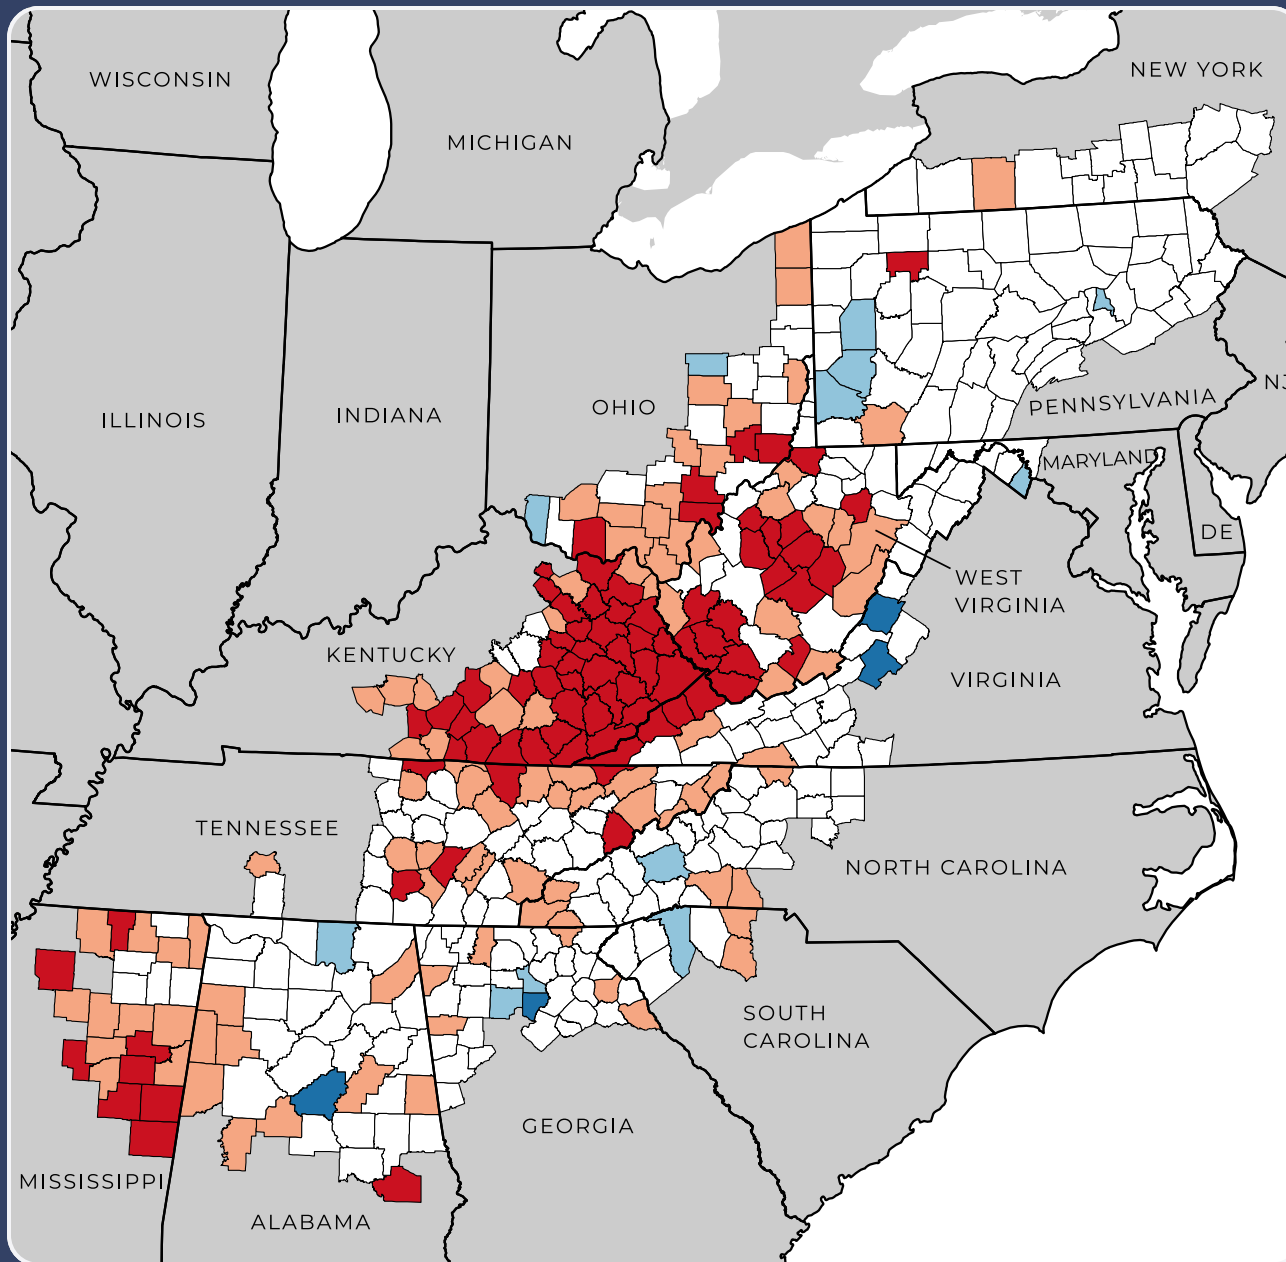 WISCONSIN
NEW YORK
MICHIGAN
ILLINOIS
INDIANA
OHIO
PENNSYLVANIA
NJ
MARYLAND
DE
WEST
VIRGINIA
KENTUCKY
VIRGINIA
TENNESSEE
NORTH CAROLINA
SOUTH
CAROLINA
GEORGIA
MISSISSIPPI
ALABAMA